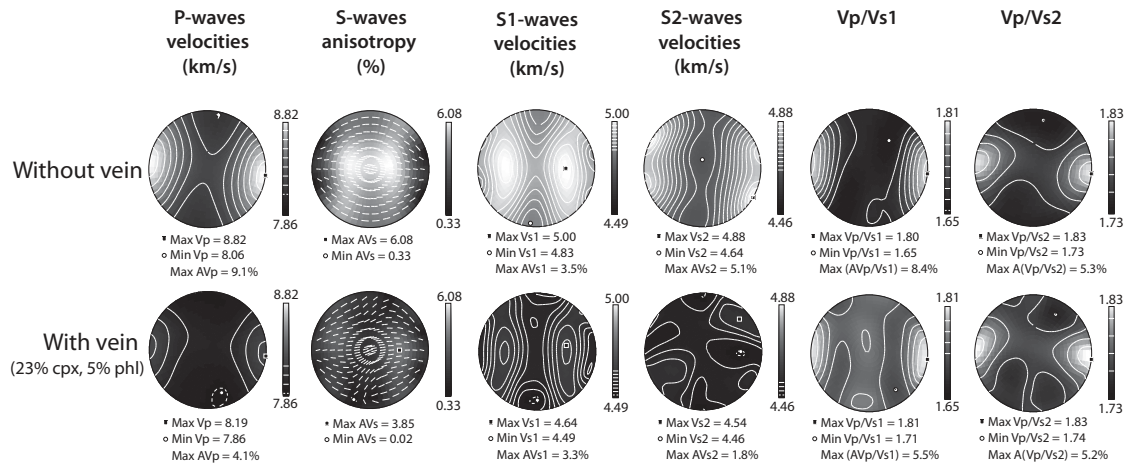 P-waves velocities (km/s)
S-waves anisotropy (%)
S1-waves velocities (km/s)
S2-waves velocities (km/s)
Vp/Vs1
Vp/Vs2
Without vein
8.82
7.86
Max Vp = 8.82
Min Vp = 8.06
Max AVp = 9.1%
6.08
0.33
Max AVs = 6.08
Min AVs = 0.33
5.00
4.49
Max Vs1 = 5.00
Min Vs1 = 4.83
Max AVs1 = 3.5%
4.88
4.46
Max Vs2 = 4.88
Min Vs2 = 4.64
Max AVs2 = 5.1%
1.81
1.65
Max Vp/Vs1 = 1.80
Min Vp/Vs1 = 1.65
Max (AVp/Vs1) = 8.4%
1.83
1.73
Max Vp/Vs2 = 1.83
Min Vp/Vs2 = 1.73
Max A(Vp/Vs2) = 5.3%
With vein
(23% cpx, 5% phl)
8.82
7.86
Max Vp = 8.19
Min Vp = 7.86
Max AVp = 4.1%
6.08
0.33
Max AVs = 3.85
Min AVs = 0.02
5.00
4.49
Max Vs1 = 4.64
Min Vs1 = 4.49
Max AVs1 = 3.3%
4.88
4.46
Max Vs2 = 4.54
Min Vs2 = 4.46
Max AVs2 = 1.8%
1.81
1.65
Max Vp/Vs1 = 1.81
Min Vp/Vs1 = 1.71
Max (AVp/Vs1) = 5.5%
1.83
1.73
Max Vp/Vs2 = 1.83
Min Vp/Vs2 = 1.74
Max A(Vp/Vs2) = 5.2%